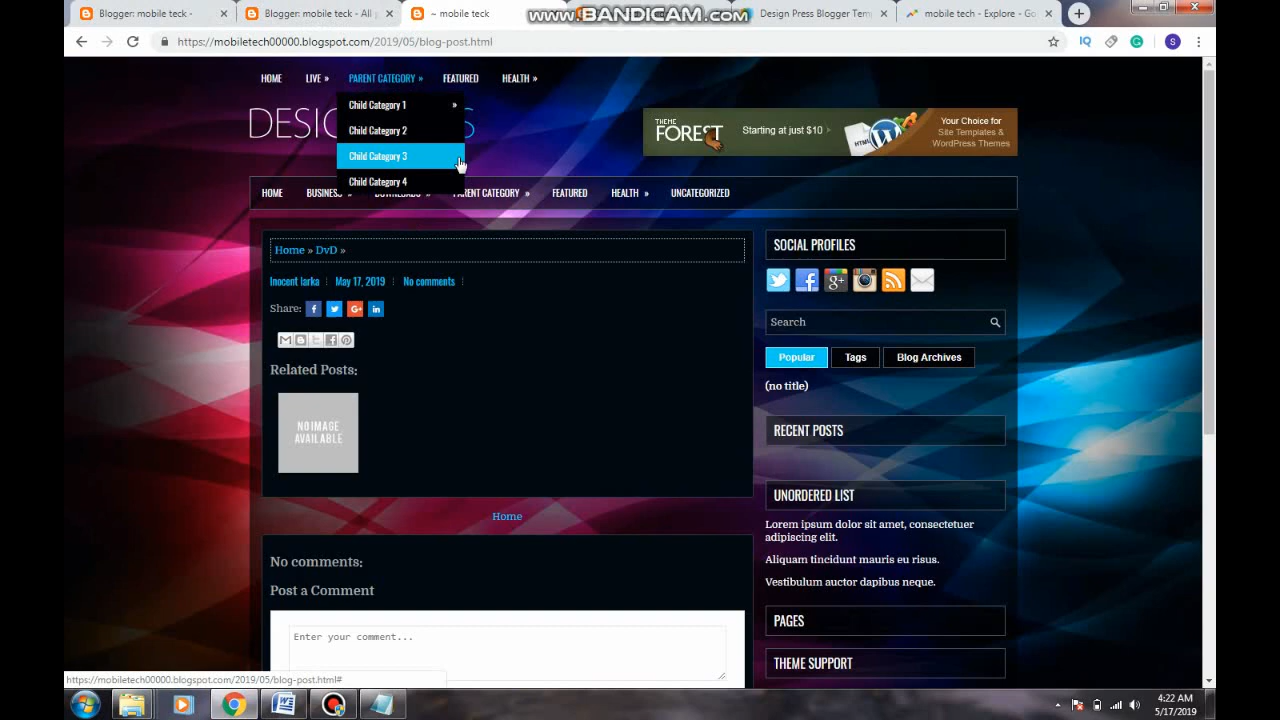 Blogger: mobile teck -
Blogger: mobile teck - All
~ mobile teck
www.BANDICAM.com
DesignPress Blogger Tem
mobile tech - Explore - Go
https://mobiletech00000.blogspot.com/2019/05/blog-post.html
IQ
S
HOME LIVE » PARENT CATEGORY » FEATURED HEALTH »
Child Category 1 »
Child Category 2
Child Category 3
Child Category 4
THEME FOREST
Starting at just $10
HTML
Your Choice for
Site Templates &
WordPress Themes
HOME BUSINESS » DOWNLOADS » PARENT CATEGORY » FEATURED HEALTH » UNCATEGORIZED
Home » DvD »
Inocent larka May 17, 2019 No comments
Share:
Related Posts:
NO IMAGE
AVAILABLE
Home
No comments:
Post a Comment
Enter your comment...
SOCIAL PROFILES
Search
Popular Tags Blog Archives
(no title)
RECENT POSTS
UNORDERED LIST
Lorem ipsum dolor sit amet, consectetuer
adipiscing elit.
Aliquam tincidunt mauris eu risus.
Vestibulum auctor dapibus neque.
PAGES
THEME SUPPORT
https://mobiletech00000.blogspot.com/2019/05/blog-post.html#
4:22 AM
5/17/2019